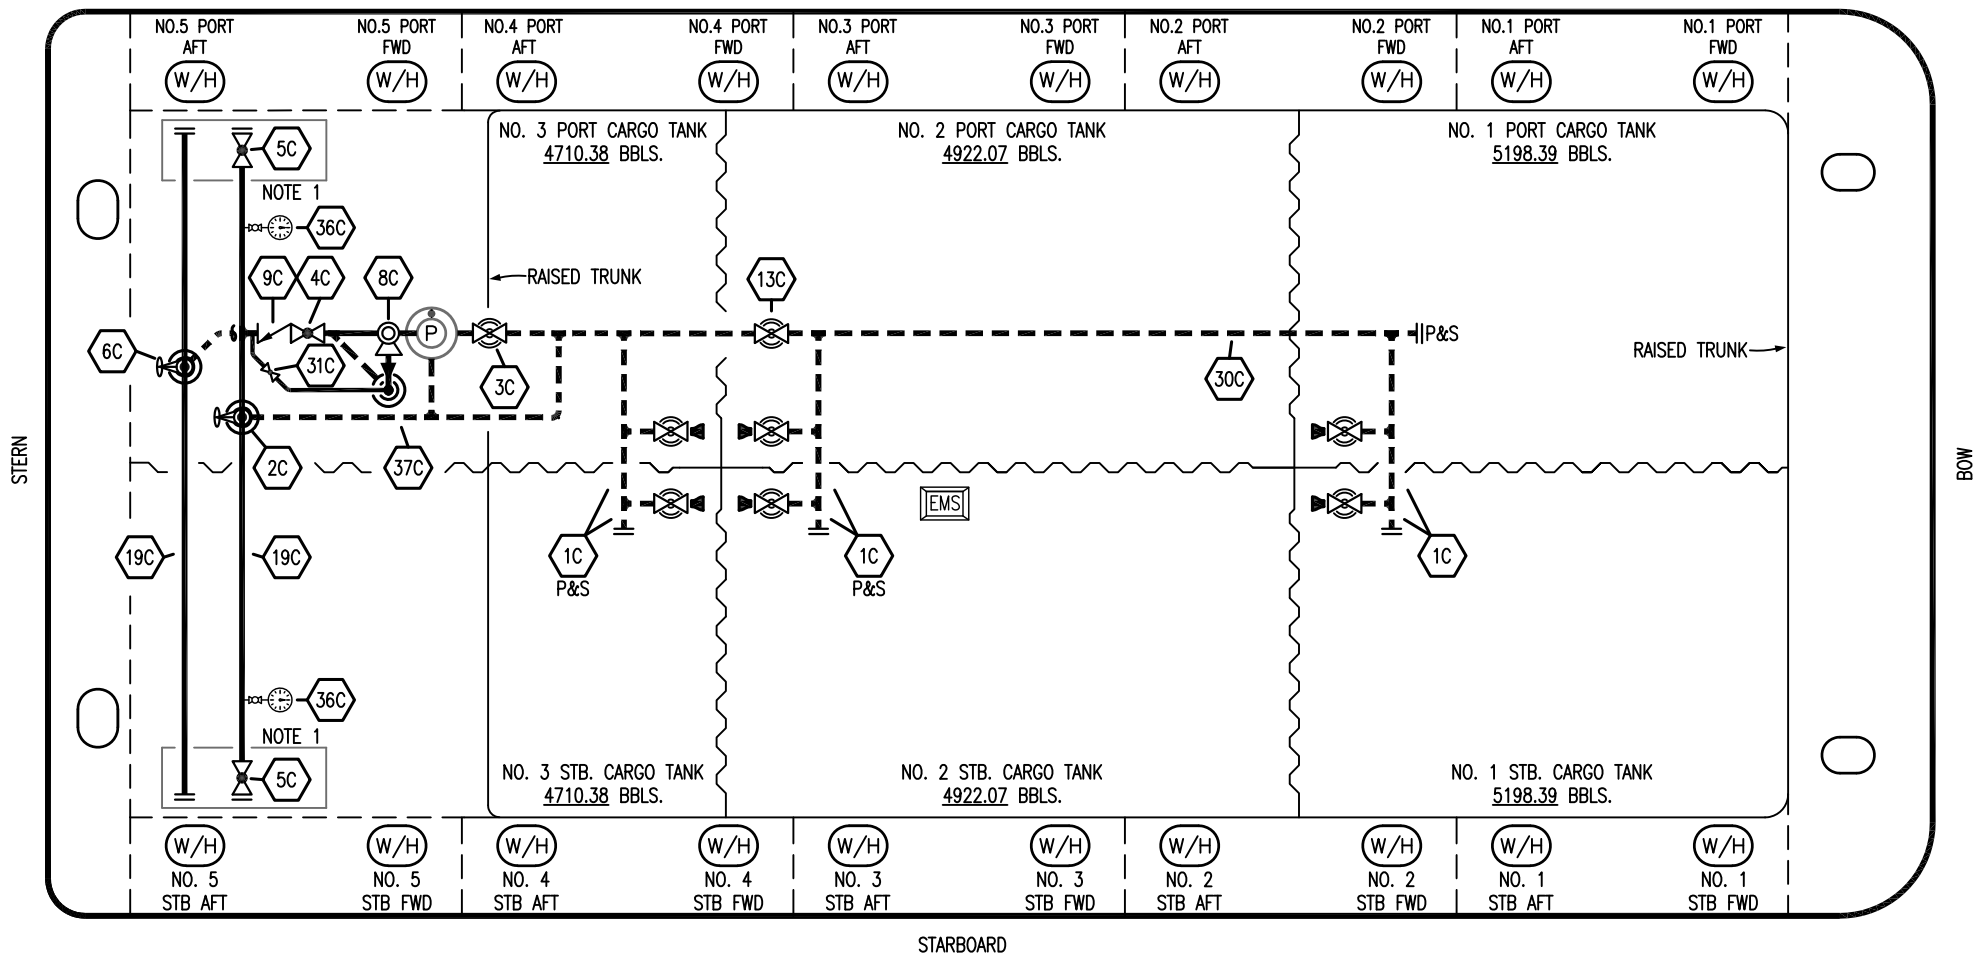 NO.5 PORT NO.5 PORT NO.4 PORT NO.4 PORT NO.3 PORT NO.3 PORT NO.2 PORT NO.2 PORT NO.1 PORT NO.1 PORT
AFT FWD AFT FWD AFT FWD AFT FWD AFT FWD
W/H W/H W/H W/H W/H W/H W/H W/H W/H W/H
NO. 3 PORT CARGO TANK NO. 2 PORT CARGO TANK NO. 1 PORT CARGO TANK
4710.38 BBLS. 4922.07 BBLS. 5198.39 BBLS.
5C
NOTE 1
36C
9C 4C 8C RAISED TRUNK 13C
P P&S
6C 31C 3C 30C RAISED TRUNK
STERN 2C 37C BOW
EMS
19C 19C 1C 1C 1C
P&S P&S
36C
NOTE 1
5C
NO. 3 STB. CARGO TANK NO. 2 STB. CARGO TANK NO. 1 STB. CARGO TANK
4710.38 BBLS. 4922.07 BBLS. 5198.39 BBLS.
W/H W/H W/H W/H W/H W/H W/H W/H W/H W/H
NO. 5 NO. 5 NO. 4 NO. 4 NO. 3 NO. 3 NO. 2 NO. 2 NO. 1 NO. 1
STB AFT STB FWD STB AFT STB FWD STB AFT STB FWD STB AFT STB FWD STB AFT STB FWD
STARBOARD